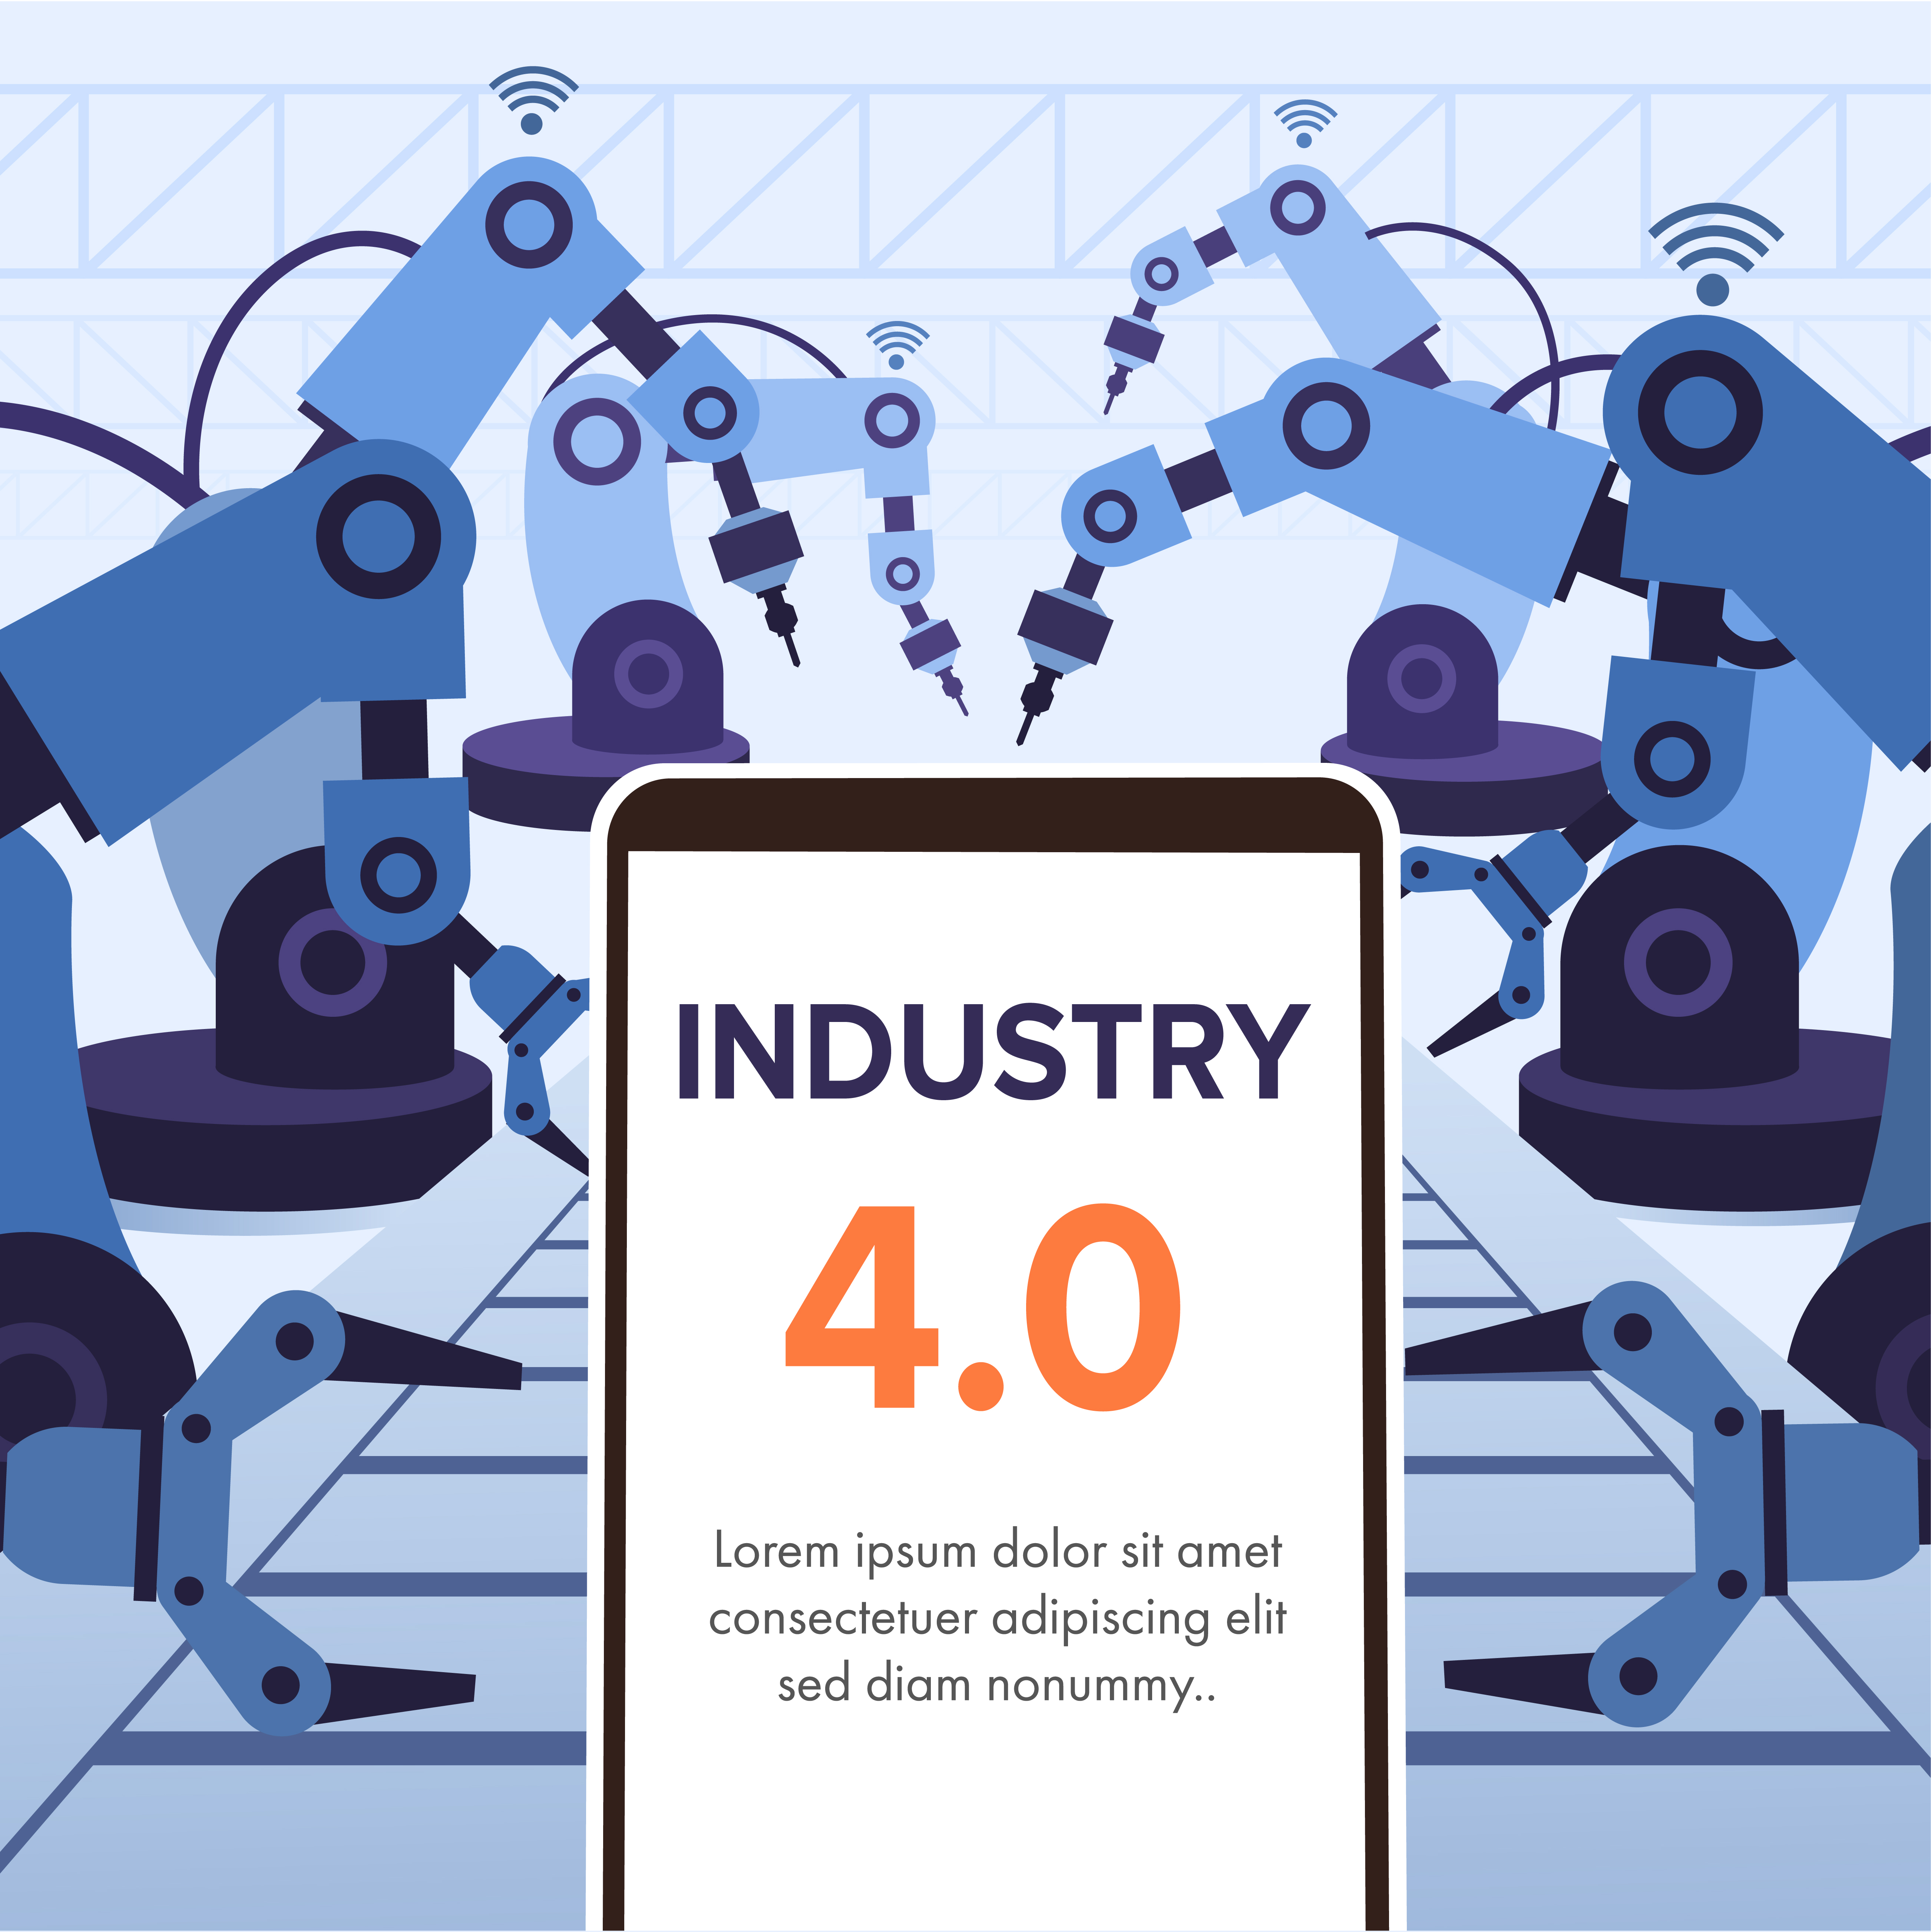 INDUSTRY
4.0
Lorem ipsum dolor sit amet
consectetuer adipiscing elit
sed diam nonummy..